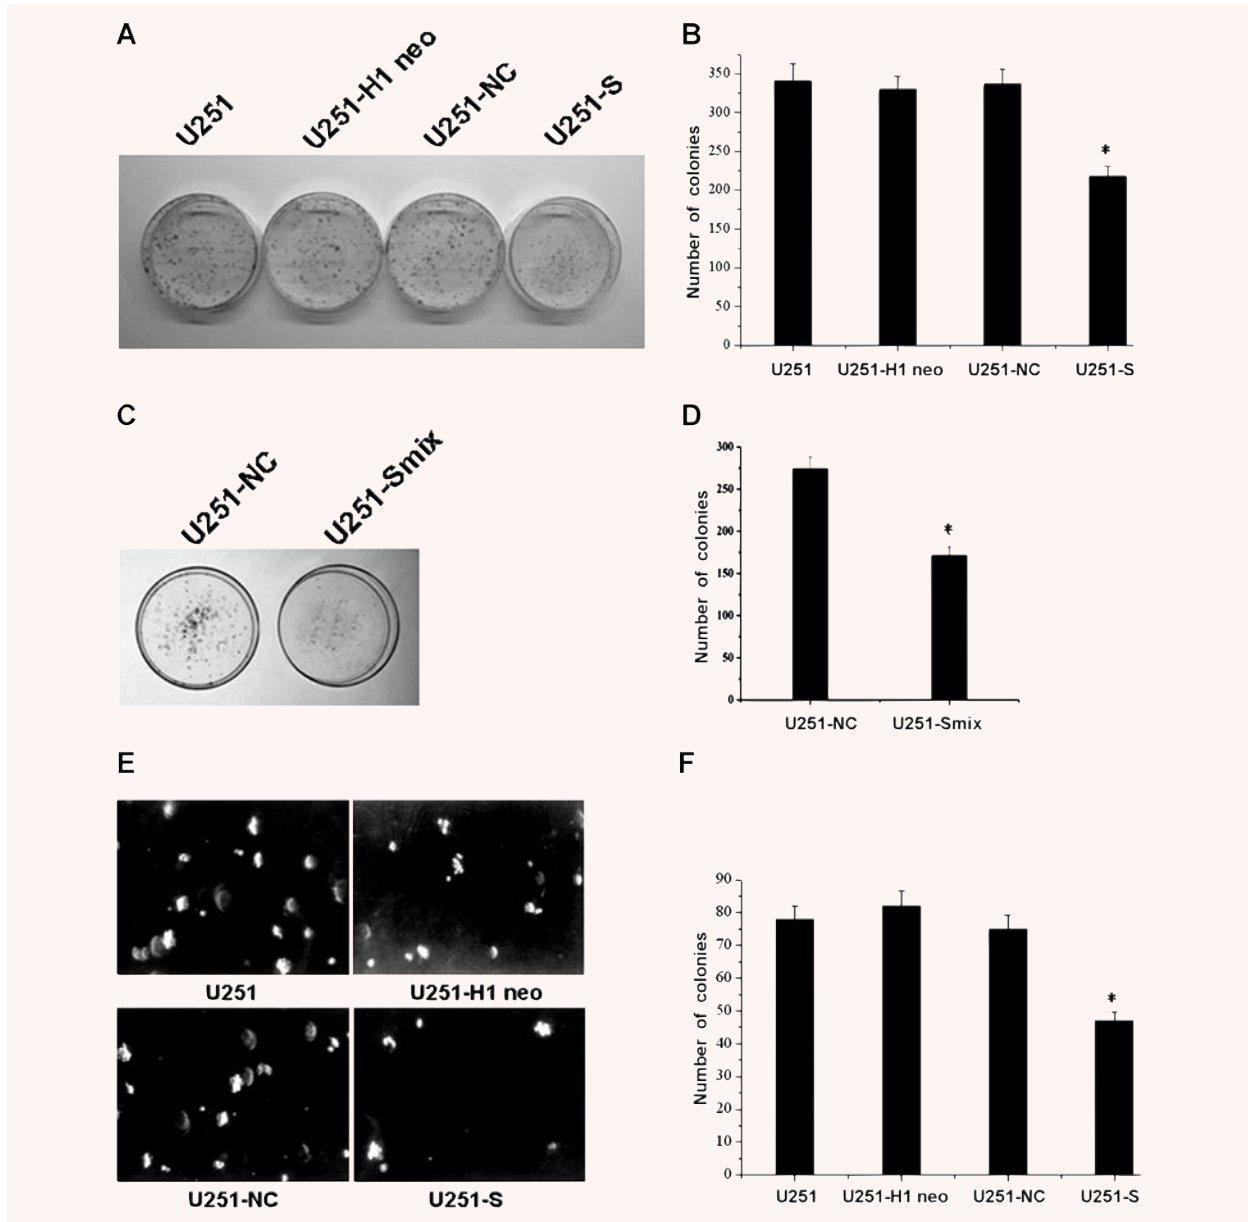 A
U251
U251-H1 neo
U251-NC
U251-S
B
Number of colonies
350
300
250
200
150
100
50
0
*
U251 U251-H1 neo U251-NC U251-S
C
U251-NC
U251-Smix
D
Number of colonies
300
250
200
150
100
50
0
*
U251-NC U251-Smix
E
U251 U251-H1 neo
U251-NC U251-S
F
Number of colonies
90
80
70
60
50
40
30
20
10
0
*
U251 U251-H1 neo U251-NC U251-S